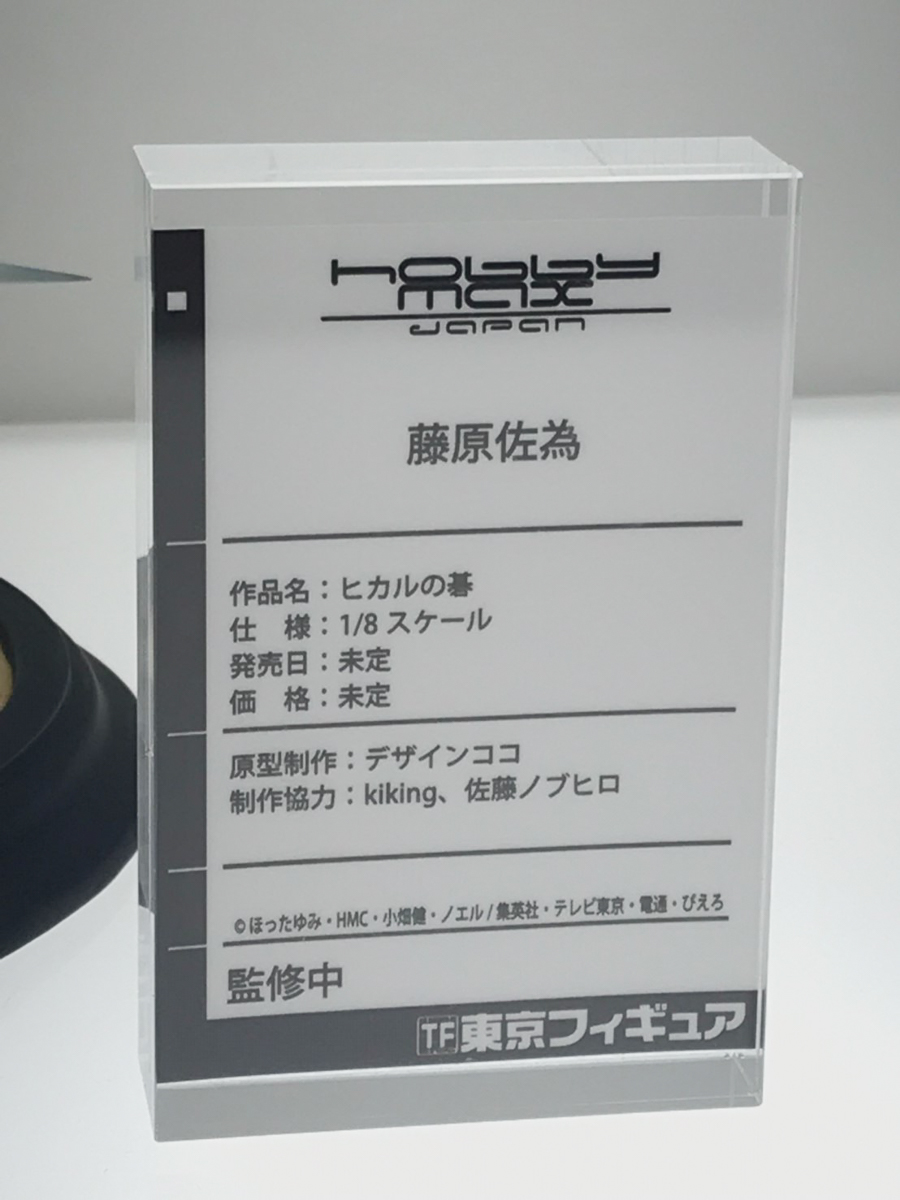 hobby
max
japan
藤原佐為
作品名：ヒカルの碁
仕　様：1/8 スケール
発売日：未定
価　格：未定
原型制作：デザインココ
制作協力：kiking、佐藤ノブヒロ
©ほったゆみ・HMC・小畑健・ノエル/集英社・テレビ東京・電通・ぴえろ
監修中
TF東京フィギュア